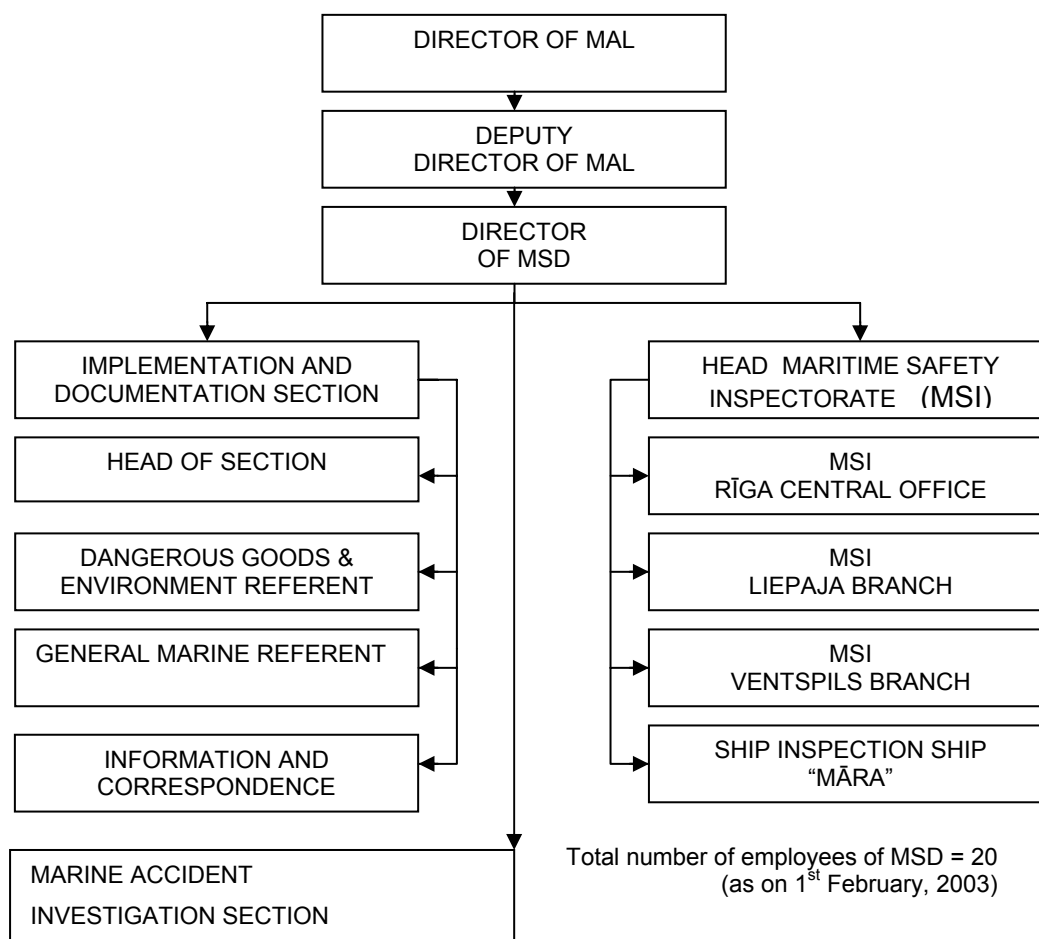 DIRECTOR OF MAL
DEPUTY
DIRECTOR OF MAL
DIRECTOR
OF MSD
IMPLEMENTATION AND
DOCUMENTATION SECTION
HEAD OF SECTION
DANGEROUS GOODS &
ENVIRONMENT REFERENT
GENERAL MARINE REFERENT
INFORMATION AND
CORRESPONDENCE
HEAD MARITIME SAFETY
INSPECTORATE (MSI)
MSI
RĪGA CENTRAL OFFICE
MSI
LIEPAJA BRANCH
MSI
VENTSPILS BRANCH
SHIP INSPECTION SHIP
“MĀRA”
MARINE ACCIDENT
INVESTIGATION SECTION
Total number of employees of MSD = 20
(as on 1st February, 2003)